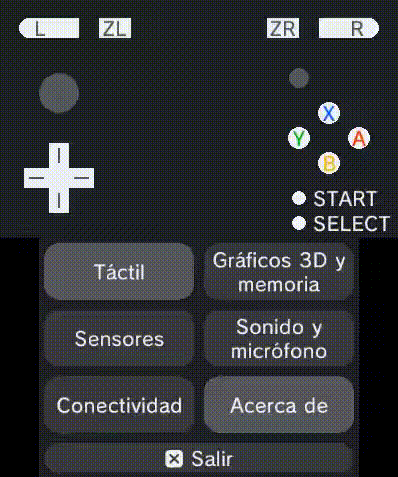 L ZL ZR R
X
Y A
B
START
SELECT
Táctil
Gráficos 3D y
memoria
Sensores
Sonido y
micrófono
Conectividad
Acerca de
X Salir